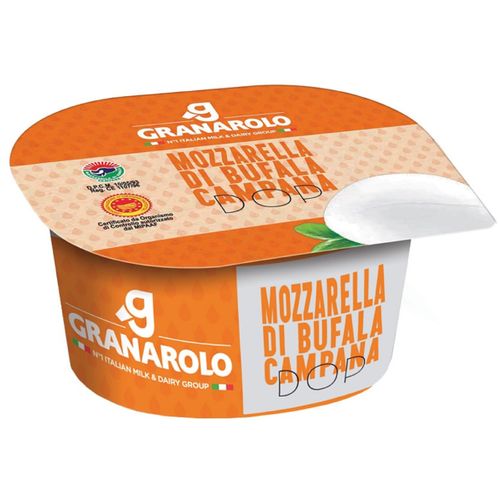 GRANAROLO
N°1 ITALIAN MILK & DAIRY GROUP
MOZZARELLA
DI BUFALA
CAMPANA
DOP
Certificato da Organismo
di Controllo autorizzato
dal MIPAAF
GRANAROLO
N°1 ITALIAN MILK & DAIRY GROUP
MOZZARELLA
DI BUFALA
CAMPANA
DOP